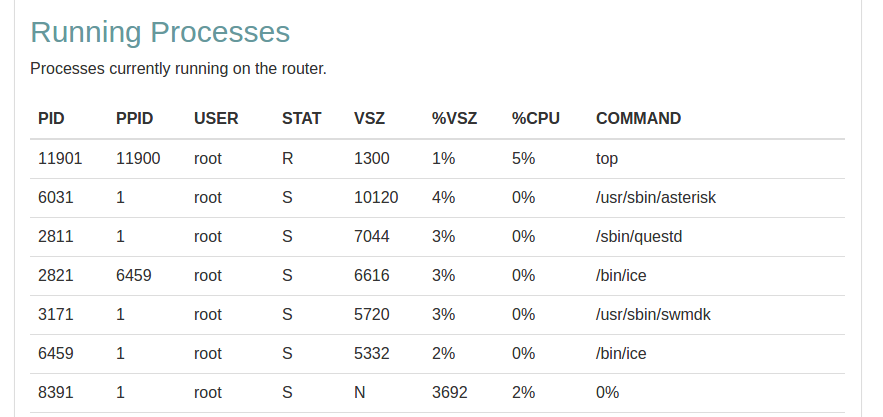 Running Processes
Processes currently running on the router.
PID PPID USER STAT VSZ %VSZ %CPU COMMAND
11901 11900 root R 1300 1% 5% top
6031 1 root S 10120 4% 0% /usr/sbin/asterisk
2811 1 root S 7044 3% 0% /sbin/questd
2821 6459 root S 6616 3% 0% /bin/ice
3171 1 root S 5720 3% 0% /usr/sbin/swmdk
6459 1 root S 5332 2% 0% /bin/ice
8391 1 root S N 3692 2% 0%